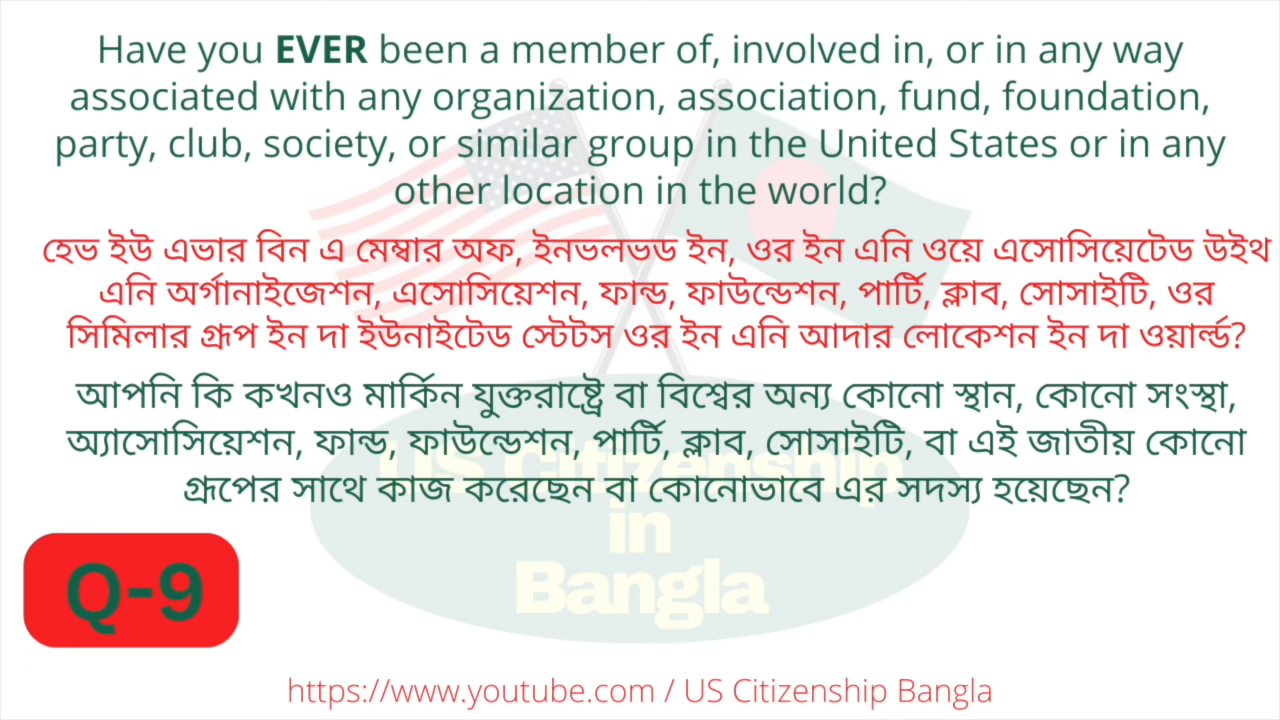 Have you EVER been a member of, involved in, or in any way
associated with any organization, association, fund, foundation,
party, club, society, or similar group in the United States or in any
other location in the world?
হেভ ইউ এভার বিন এ মেম্বার অফ, ইনভলভড ইন, ওর ইন এনি ওয়ে এসোসিয়েটেড উইথ
এনি অর্গানাইজেশন, এসোসিয়েশন, ফান্ড, ফাউন্ডেশন, পার্টি, ক্লাব, সোসাইটি, ওর
সিমিলার গ্রূপ ইন দা ইউনাইটেড স্টেটস ওর ইন এনি আদার লোকেশন ইন দা ওয়ার্ল্ড?
আপনি কি কখনও মার্কিন যুক্তরাষ্ট্রে বা বিশ্বের অন্য কোনো স্থান, কোনো সংস্থা,
অ্যাসোসিয়েশন, ফান্ড, ফাউন্ডেশন, পার্টি, ক্লাব, সোসাইটি, বা এই জাতীয় কোনো
গ্রূপের সাথে কাজ করেছেন বা কোনোভাবে এর সদস্য হয়েছেন?
US Citizenship
in
Bangla
Q-9
https://www.youtube.com / US Citizenship Bangla